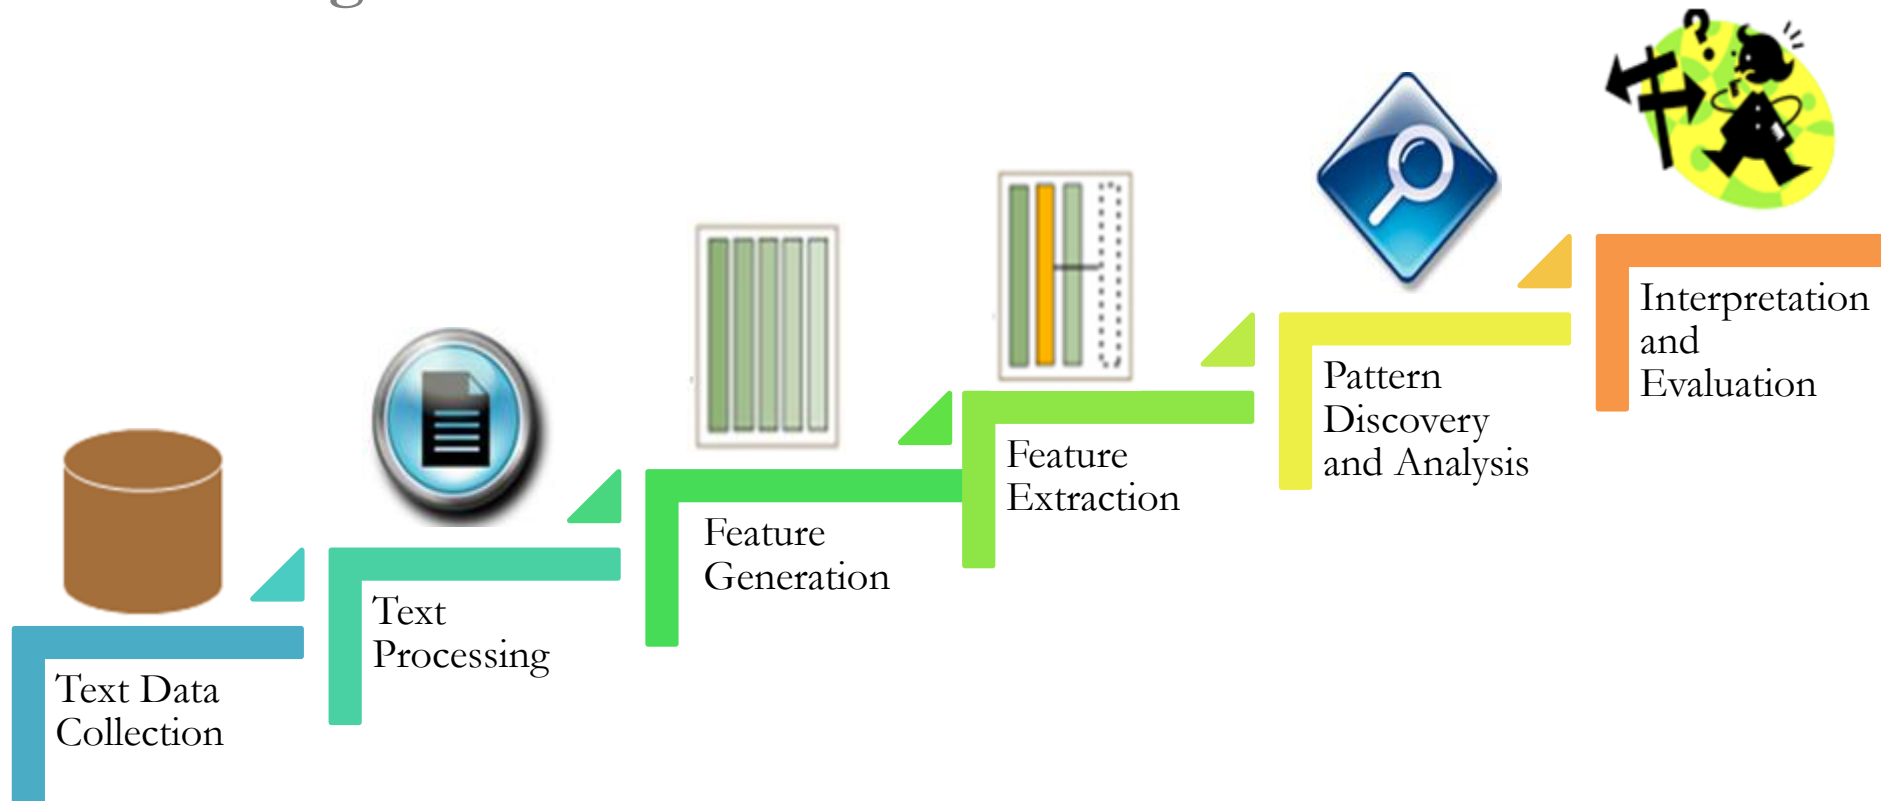 Text Data
Collection
Text
Processing
Feature
Generation
Feature
Extraction
Pattern
Discovery
and Analysis
Interpretation
and
Evaluation
?